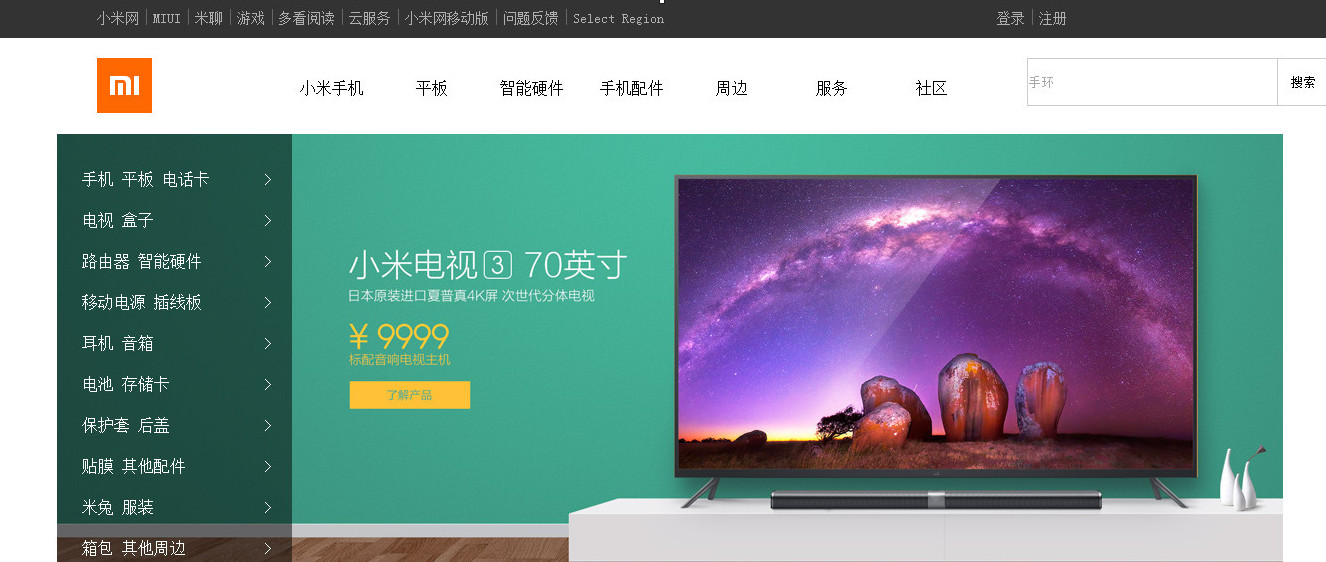 小米网 MIUI 米聊 游戏 多看阅读 云服务 小米网移动版 问题反馈 Select Region 登录 注册
mi 小米手机 平板 智能硬件 手机配件 周边 服务 社区 手环 搜索
手机 平板 电话卡
电视 盒子
路由器 智能硬件
移动电源 插线板
耳机 音箱
电池 存储卡
保护套 后盖
贴膜 其他配件
米兔 服装
箱包 其他周边
小米电视3 70英寸
日本原装进口夏普真4K屏 次世代分体电视
¥ 9999
标配音响电视主机
了解产品